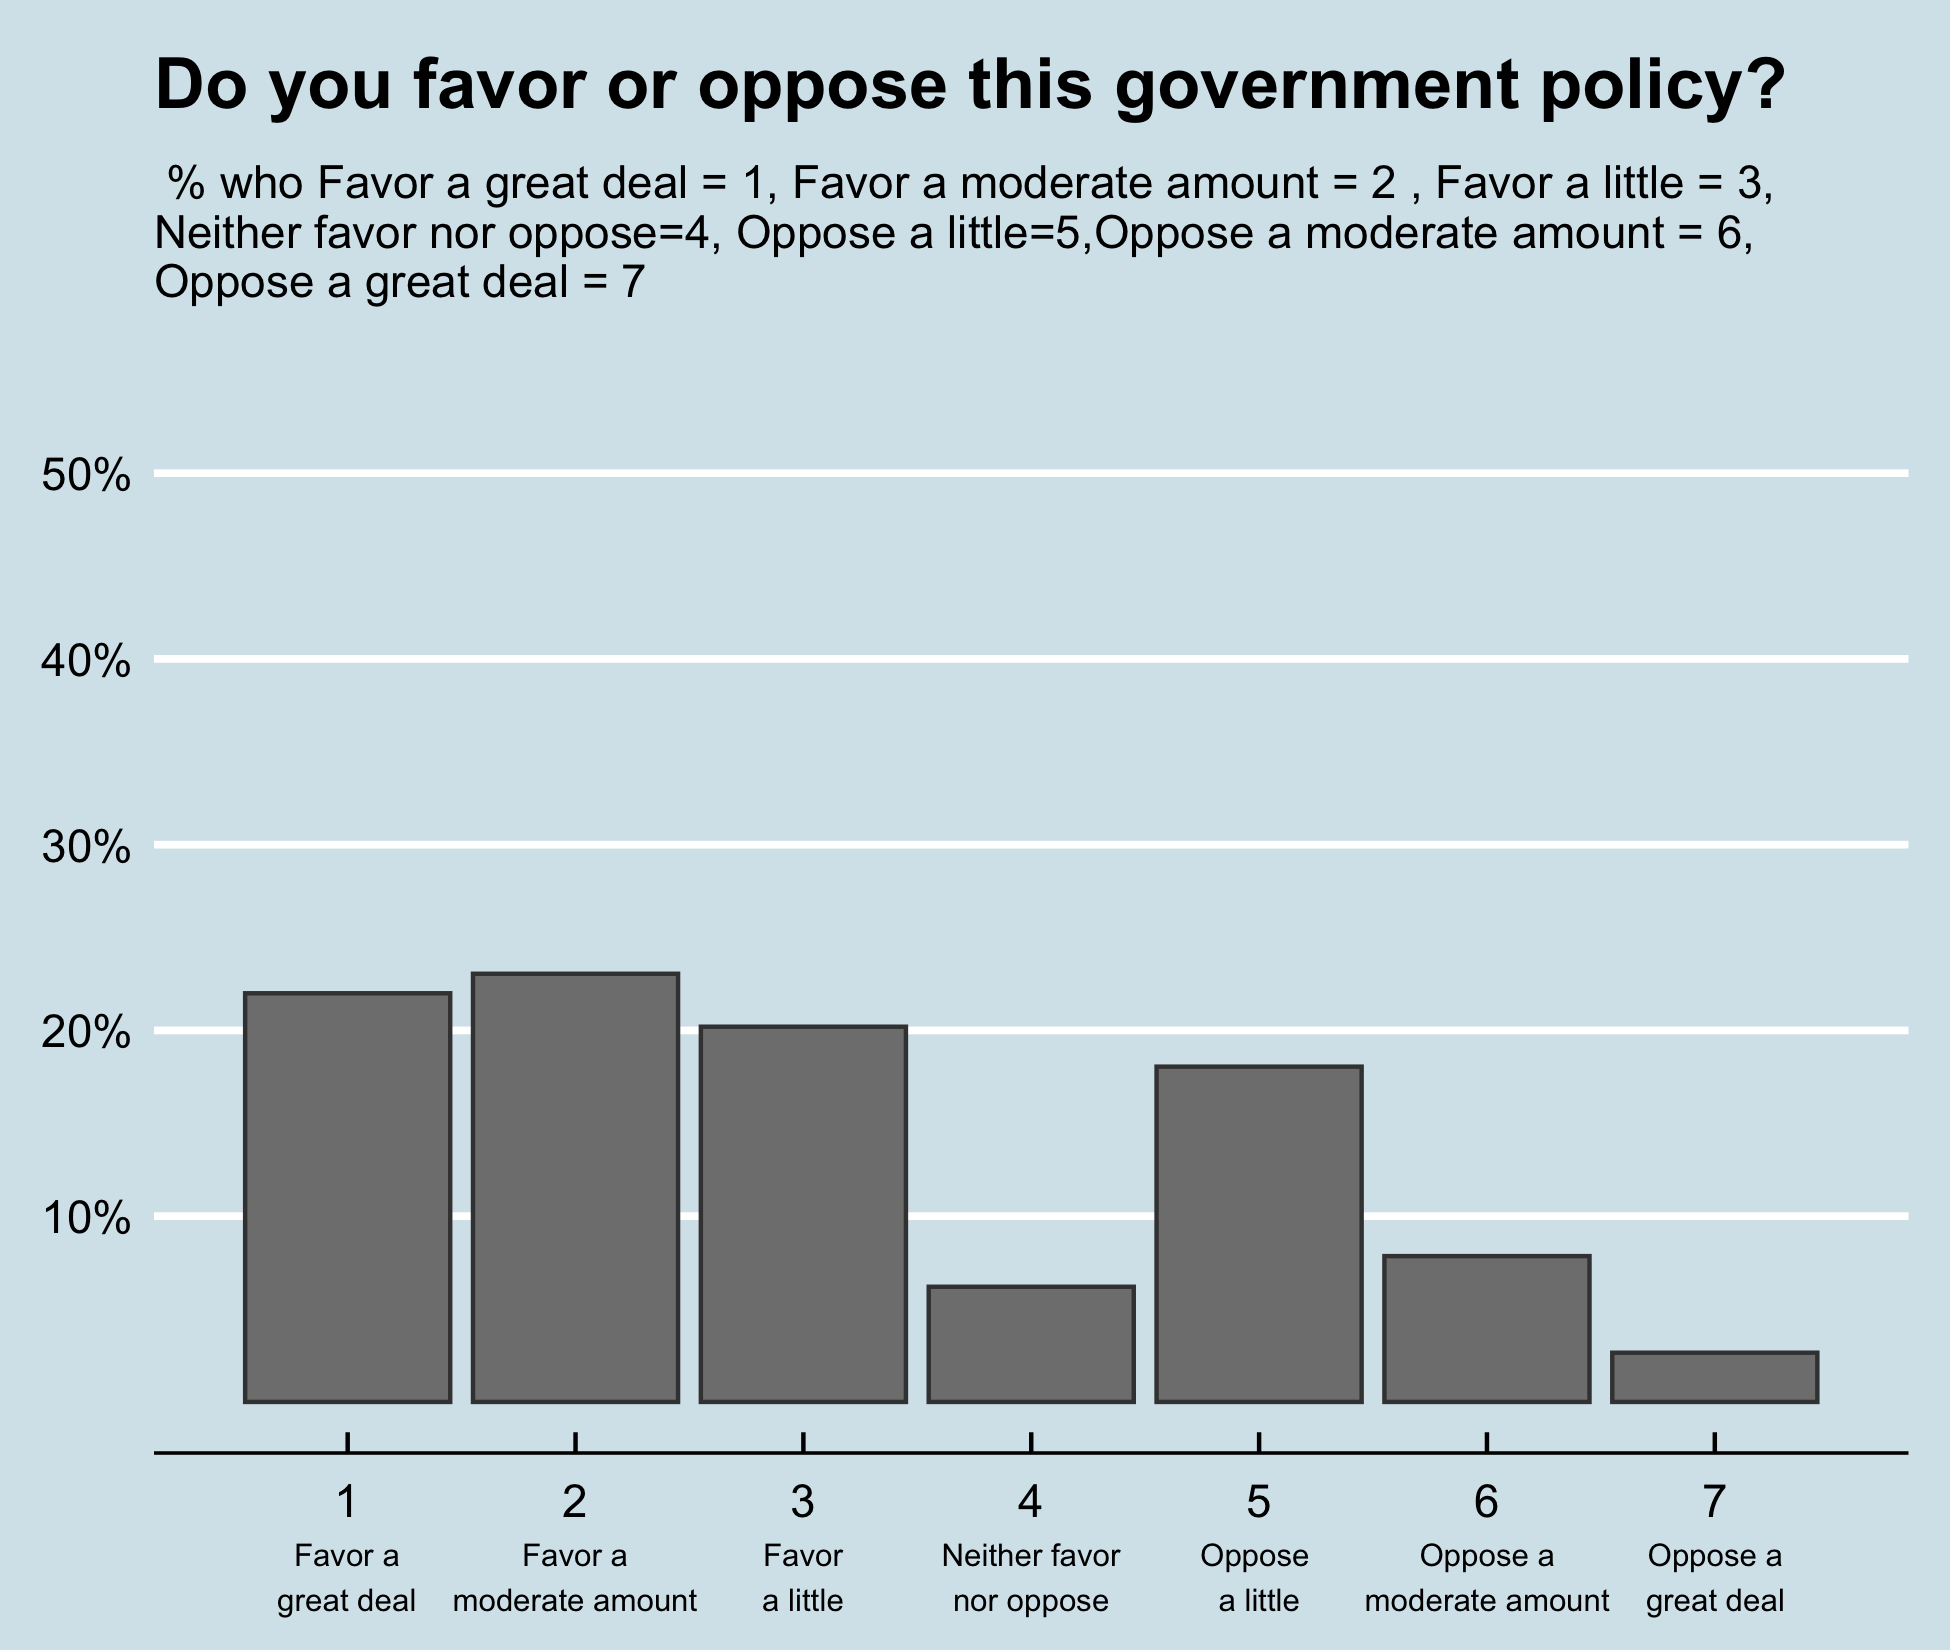 Do you favor or oppose this government policy?
% who Favor a great deal = 1, Favor a moderate amount = 2 , Favor a little = 3,
Neither favor nor oppose=4, Oppose a little=5,Oppose a moderate amount = 6,
Oppose a great deal = 7
50%
40%
30%
20%
10%
1 2 3 4 5 6 7
Favor a Favor a Favor Neither favor Oppose Oppose a Oppose a
great deal moderate amount a little nor oppose a little moderate amount great deal